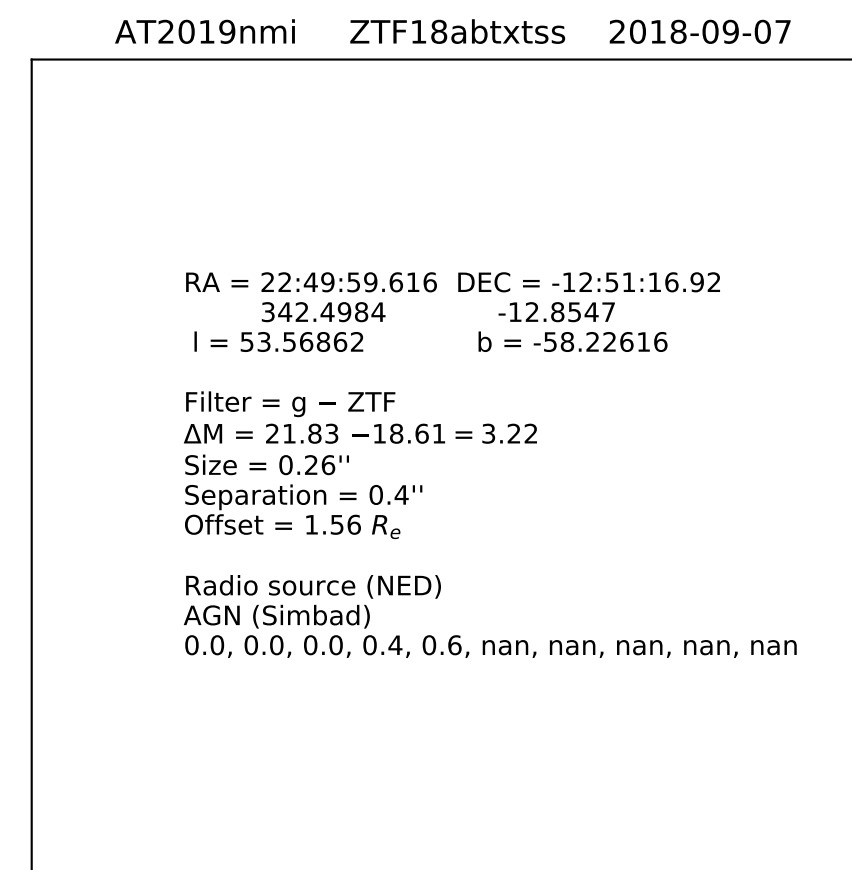 AT2019nmi ZTF18abtxtss 2018-09-07
RA = 22:49:59.616 DEC = -12:51:16.92
342.4984 -12.8547
l = 53.56862 b = -58.22616
Filter = g − ZTF
ΔM = 21.83 −18.61 = 3.22
Size = 0.26''
Separation = 0.4''
Offset = 1.56 Rₑ
Radio source (NED)
AGN (Simbad)
0.0, 0.0, 0.0, 0.4, 0.6, nan, nan, nan, nan, nan